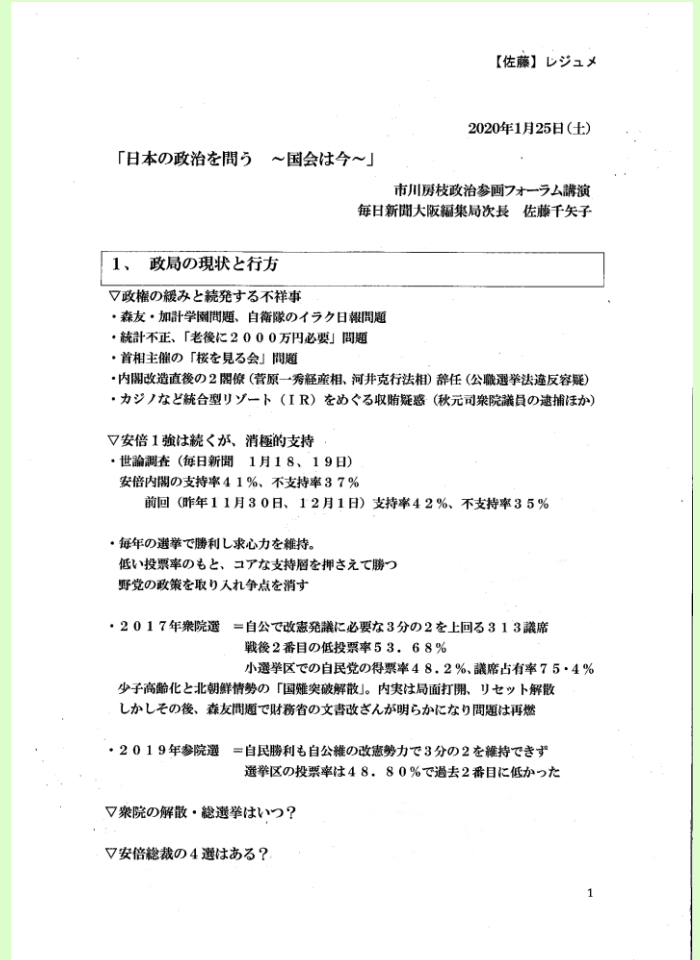 【佐藤】レジュメ
2020年1月25日(土)
「日本の政治を問う　～国会は今～」
市川房枝政治参画フォーラム講演
毎日新聞大阪編集局次長　佐藤千矢子
1、　政局の現状と行方
▽政権の緩みと続発する不祥事
・森友・加計学園問題、自衛隊のイラク日報問題
・統計不正、「老後に２０００万円必要」問題
・首相主催の「桜を見る会」問題
・内閣改造直後の２閣僚（菅原一秀経産相、河井克行法相）辞任（公職選挙法違反容疑）
・カジノなど統合型リゾート（ＩＲ）をめぐる収賄疑惑（秋元司衆院議員の逮捕ほか）
▽安倍１強は続くが、消極的支持
・世論調査（毎日新聞　１月１８、１９日）
安倍内閣の支持率４１％、不支持率３７％
前回（昨年１１月３０日、１２月１日）支持率４２％、不支持率３５％
・毎年の選挙で勝利し求心力を維持。
低い投票率のもと、コアな支持層を押さえて勝つ
野党の政策を取り入れ争点を消す
・２０１７年衆院選　＝自公で改憲発議に必要な３分の２を上回る３１３議席
戦後２番目の低投票率５３．６８％
小選挙区での自民党の得票率４８．２％、議席占有率７５・４％
少子高齢化と北朝鮮情勢の「国難突破解散」。内実は局面打開、リセット解散
しかしその後、森友問題で財務省の文書改ざんが明らかになり問題は再燃
・２０１９年参院選　＝自民勝利も自公維の改憲勢力で３分の２を維持できず
選挙区の投票率は４８．８０％で過去２番目に低かった
▽衆院の解散・総選挙はいつ？
▽安倍総裁の４選はある？
1